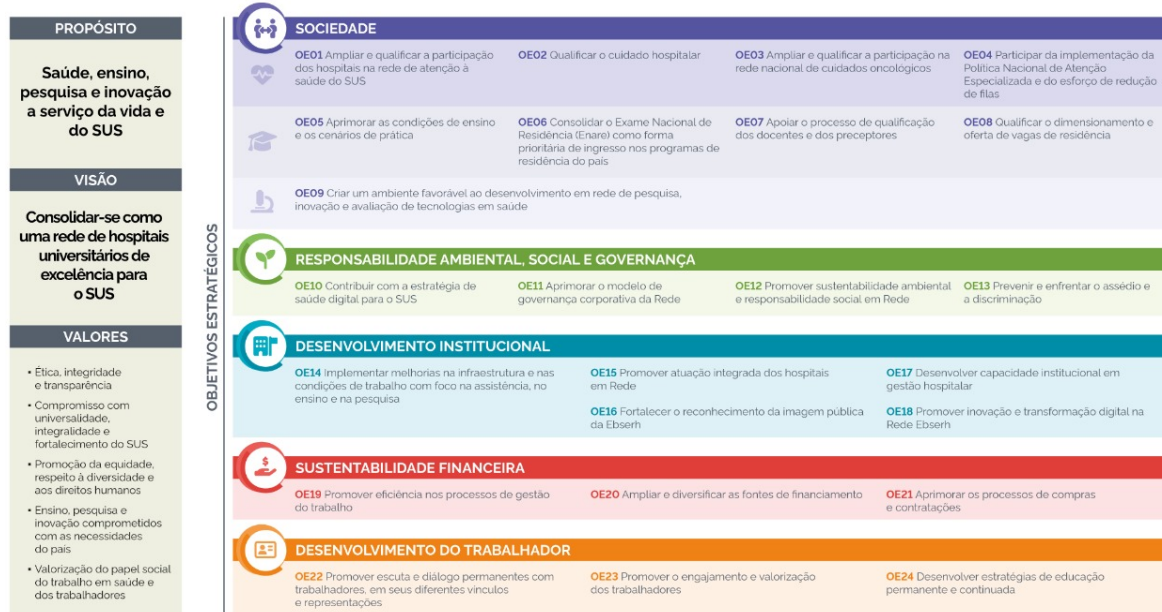 PROPÓSITO
Saúde, ensino,
pesquisa e inovação
a serviço da vida e
do SUS
VISÃO
Consolidar-se como
uma rede de hospitais
universitários de
excelência para
o SUS
VALORES
• Ética, integridade
e transparência
• Compromisso com
universalidade,
integralidade e
fortalecimento do SUS
• Promoção da equidade,
respeito à diversidade e
aos direitos humanos
• Ensino, pesquisa e
inovação comprometidos
com as necessidades
do país
• Valorização do papel social
do trabalho em saúde e
dos trabalhadores
OBJETIVOS ESTRATÉGICOS
SOCIEDADE
OE01 Ampliar e qualificar a participação
dos hospitais na rede de atenção à
saúde do SUS
OE02 Qualificar o cuidado hospitalar
OE03 Ampliar e qualificar a participação na
rede nacional de cuidados oncológicos
OE04 Participar da implementação da
Política Nacional de Atenção
Especializada e do esforço de redução
de filas
OE05 Aprimorar as condições de ensino
e os cenários de prática
OE06 Consolidar o Exame Nacional de
Residência (Enare) como forma
prioritária de ingresso nos programas de
residência do país
OE07 Apoiar o processo de qualificação
dos docentes e dos preceptores
OE08 Qualificar o dimensionamento e
oferta de vagas de residência
OE09 Criar um ambiente favorável ao desenvolvimento em rede de pesquisa,
inovação e avaliação de tecnologias em saúde
RESPONSABILIDADE AMBIENTAL, SOCIAL E GOVERNANÇA
OE10 Contribuir com a estratégia de
saúde digital para o SUS
OE11 Aprimorar o modelo de
governança corporativa da Rede
OE12 Promover sustentabilidade ambiental
e responsabilidade social em Rede
OE13 Prevenir e enfrentar o assédio e
a discriminação
DESENVOLVIMENTO INSTITUCIONAL
OE14 Implementar melhorias na infraestrutura e nas
condições de trabalho com foco na assistência, no
ensino e na pesquisa
OE15 Promover atuação integrada dos hospitais
em Rede
OE16 Fortalecer o reconhecimento da imagem pública
da Ebserh
OE17 Desenvolver capacidade institucional em
gestão hospitalar
OE18 Promover inovação e transformação digital na
Rede Ebserh
SUSTENTABILIDADE FINANCEIRA
OE19 Promover eficiência nos processos de gestão
do trabalho
OE20 Ampliar e diversificar as fontes de financiamento
OE21 Aprimorar os processos de compras
e contratações
DESENVOLVIMENTO DO TRABALHADOR
OE22 Promover escuta e diálogo permanentes com
trabalhadores, em seus diferentes vínculos
e representações
OE23 Promover o engajamento e valorização
dos trabalhadores
OE24 Desenvolver estratégias de educação
permanente e continuada